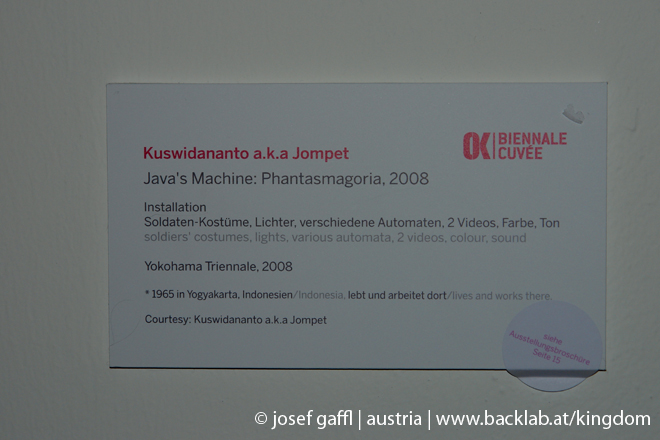 Kuswidananto a.k.a Jompet
OK BIENNALE
CUVÉE
Java's Machine: Phantasmagoria, 2008
Installation
Soldaten-Kostüme, Lichter, verschiedene Automaten, 2 Videos, Farbe, Ton
soldiers' costumes, lights, various automata, 2 videos, colour, sound
Yokohama Triennale, 2008
* 1965 in Yogyakarta, Indonesien/Indonesia, lebt und arbeitet dort/lives and works there.
Courtesy: Kuswidananto a.k.a Jompet
siehe
Ausstellungsbroschüre
Seite 15
© josef gaffl | austria | www.backlab.at/kingdom